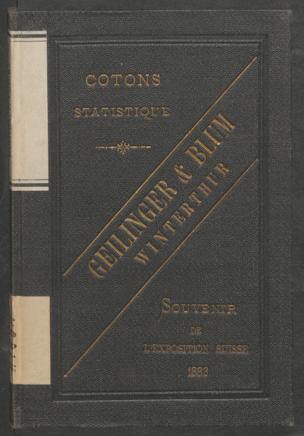 COTONS
STATISTIQUE
GEILINGER & BLUM
WINTERTHUR
SOUVENIR
DE
L'EXPOSITION SUISSE
1883